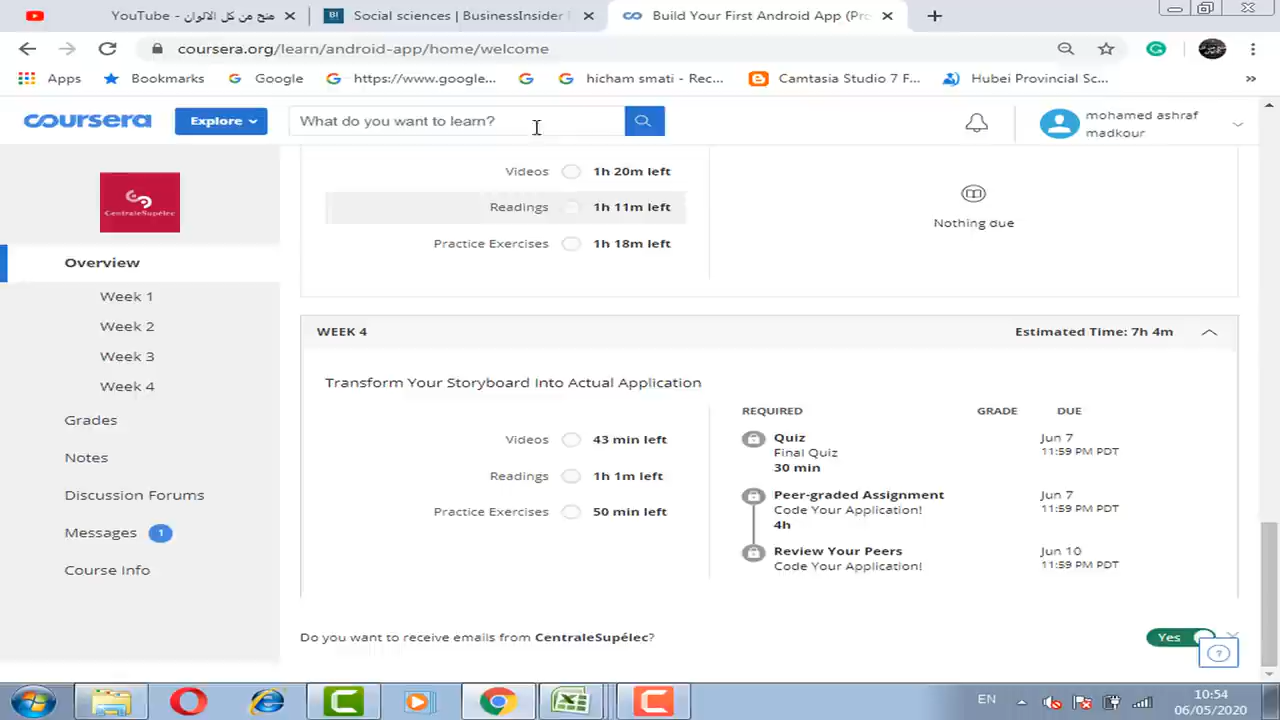 YouTube - منح من كل الألوان
Social sciences | BusinessInsider
Build Your First Android App (Pro
coursera.org/learn/android-app/home/welcome
Apps
Bookmarks
Google
https://www.google...
hicham smati - Rec...
Camtasia Studio 7 F...
Hubei Provincial Sc...
coursera
Explore
What do you want to learn?
mohamed ashraf
madkour
CentraleSupélec
Overview
Week 1
Week 2
Week 3
Week 4
Grades
Notes
Discussion Forums
Messages 1
Course Info
Videos 1h 20m left
Readings 1h 11m left
Practice Exercises 1h 18m left
Nothing due
WEEK 4
Estimated Time: 7h 4m
Transform Your Storyboard Into Actual Application
Videos 43 min left
Readings 1h 1m left
Practice Exercises 50 min left
REQUIRED GRADE DUE
Quiz Jun 7
Final Quiz 11:59 PM PDT
30 min
Peer-graded Assignment Jun 7
Code Your Application! 11:59 PM PDT
4h
Review Your Peers Jun 10
Code Your Application! 11:59 PM PDT
Do you want to receive emails from CentraleSupélec?
Yes
EN
10:54
06/05/2020